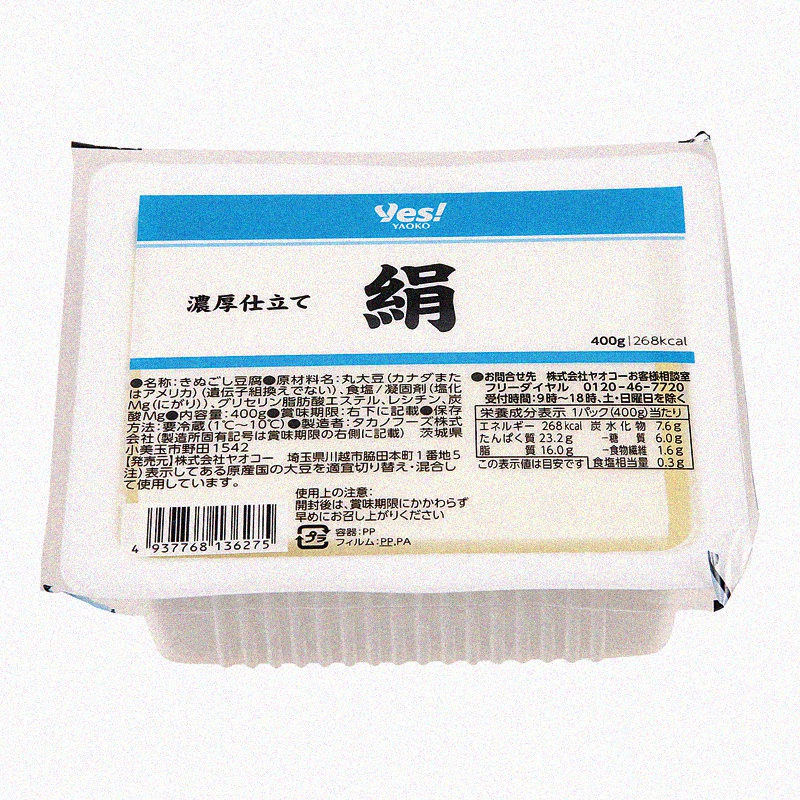 Yes!
YAOKO
濃厚仕立て
絹
400g|268kcal
●名称:きぬごし豆腐●原材料名:丸大豆(カナダまた
はアメリカ)(遺伝子組換えでない)、食塩/凝固剤(塩化
Mg(にがり))、グリセリン脂肪酸エステル、レシチン、炭
酸Mg●内容量:400g●賞味期限:右下に記載●保存
方法:要冷蔵(1℃〜10℃)●製造者:タカノフーズ株式
会社(製造所固有記号は賞味期限の右側に記載) 茨城県
小美玉市野田1542
【発売元】株式会社ヤオコー 埼玉県川越市脇田本町1番地5
注)表示してある原産国の大豆を適宜切り替え・混合し
て使用しています。
●お問合せ先 株式会社ヤオコーお客様相談室
フリーダイヤル 0120-46-7720
受付時間:9時〜18時、土・日曜日を除く
栄養成分表示 1パック(400g)当たり
エネルギー 268kcal 炭水化物 7.6g
たんぱく質 23.2g −糖質 6.0g
脂質 16.0g −食物繊維 1.6g
この表示値は目安です 食塩相当量 0.3g
使用上の注意:
開封後は、賞味期限にかかわらず
早めにお召し上がりください
プラ
容器:PP
フィルム:PP,PA
4 937768 136275